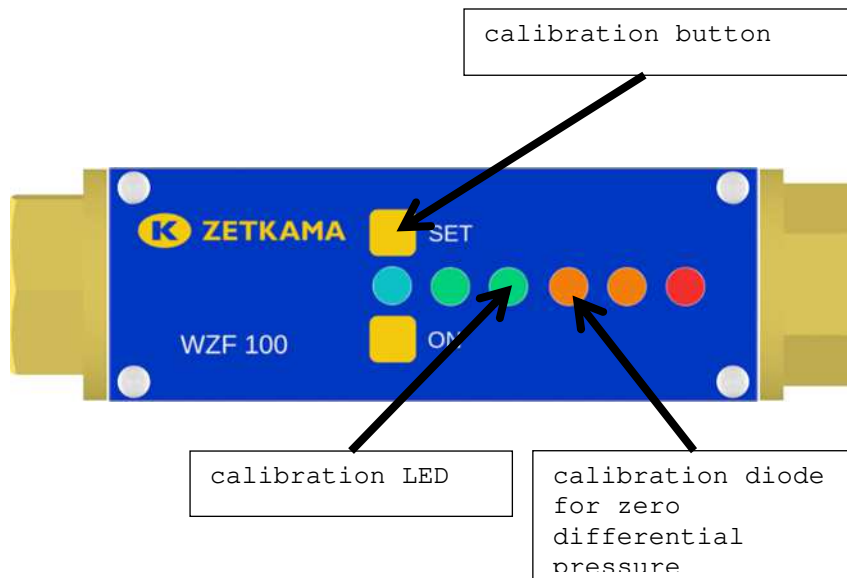 calibration button
K ZETKAMA
SET
WZF 100
ON
calibration LED
calibration diode
for zero
differential
pressure